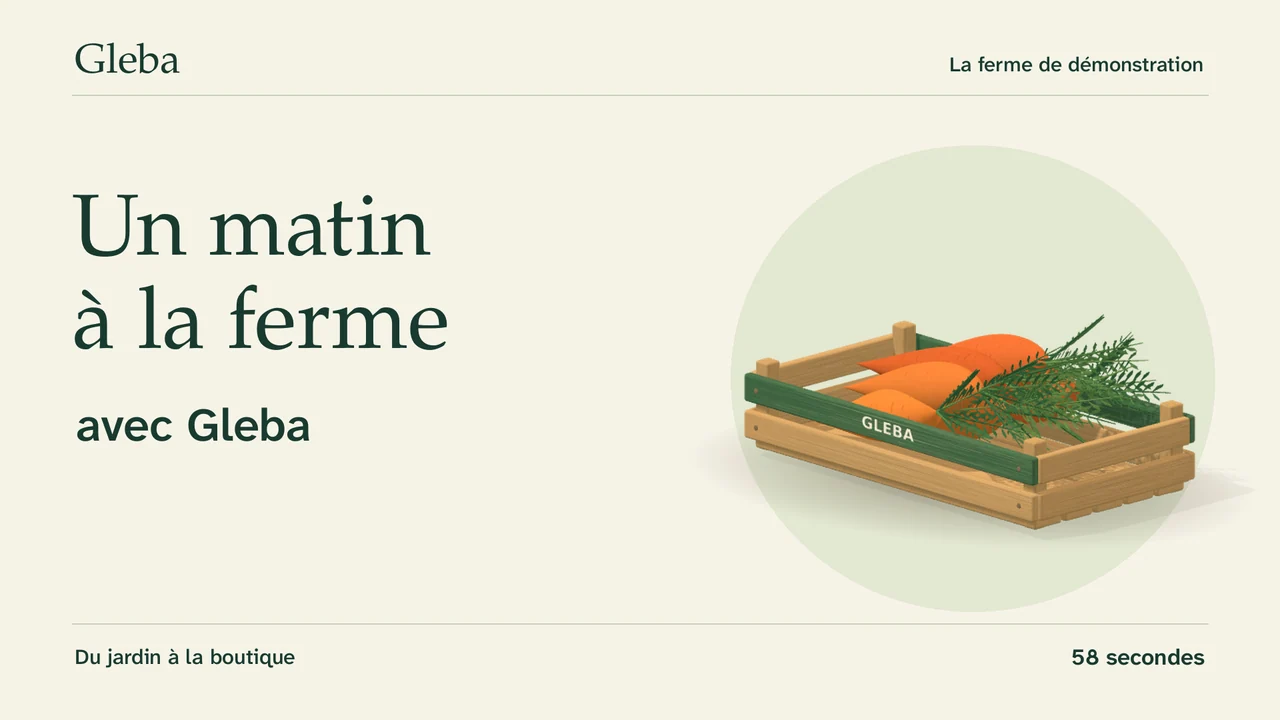 Gleba
La ferme de démonstration
Un matin
à la ferme
avec Gleba
GLEBA
Du jardin à la boutique
58 secondes